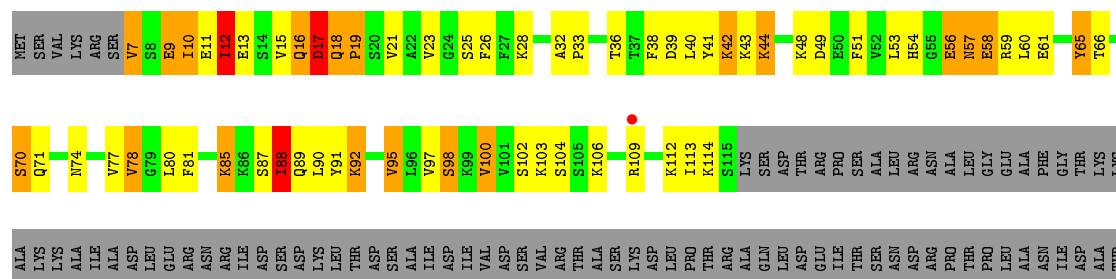 MET SER VAL LYS ARG SER V7 S8 E9 I10 E11 I12 E13 S14 V15 Q16 D17 Q18 P19 S20 V21 A22 V23 G24 S25 F26 F27 K28 A32 P33 T36 T37 F38 D39 L40 Y41 K42 K43 K44 K48 D49 E50 F51 V52 L53 H54 G55 E56 N57 E58 R59 L60 E61 Y65 T66
S70 Q71 N74 V77 V78 G79 L80 F81 K85 K86 S87 I88 Q89 L90 Y91 K92 V95 L96 V97 S98 K99 V100 V101 S102 K103 S104 S105 K106 R109 K112 I113 K114 S115 LYS SER ASP THR ARG PRO SER ALA LEU ARG ASN ALA LEU GLY GLU ALA PHE GLY THR LYS
ALA LYS LYS ALA ILE ALA ASP LEU GLU ARG ASN ARG ILE ASP SER ASP LYS LEU THR ASP SER ALA ILE ASP ILE VAL ASP SER VAL ARG THR ALA SER LYS ASP LEU PRO THR ARG ALA GLN LEU ASP GLU ILE THR SER ASN ASP ARG PRO THR PRO LEU ALA ASN ILE ASP ALA